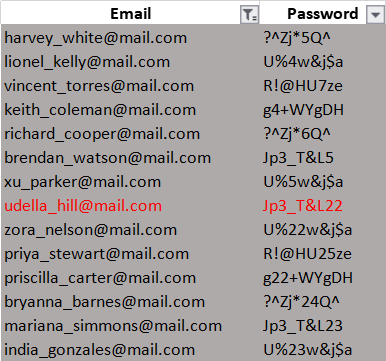 Email Password
harvey_white@mail.com ?^Zj*5Q^
lionel_kelly@mail.com U%4w&j$a
vincent_torres@mail.com R!@HU7ze
keith_coleman@mail.com g4+WYgDH
richard_cooper@mail.com ?^Zj*6Q^
brendan_watson@mail.com Jp3_T&L5
xu_parker@mail.com U%5w&j$a
udella_hill@mail.com Jp3_T&L22
zora_nelson@mail.com U%22w&j$a
priya_stewart@mail.com R!@HU25ze
priscilla_carter@mail.com g22+WYgDH
bryanna_barnes@mail.com ?^Zj*24Q^
mariana_simmons@mail.com Jp3_T&L23
india_gonzales@mail.com U%23w&j$a